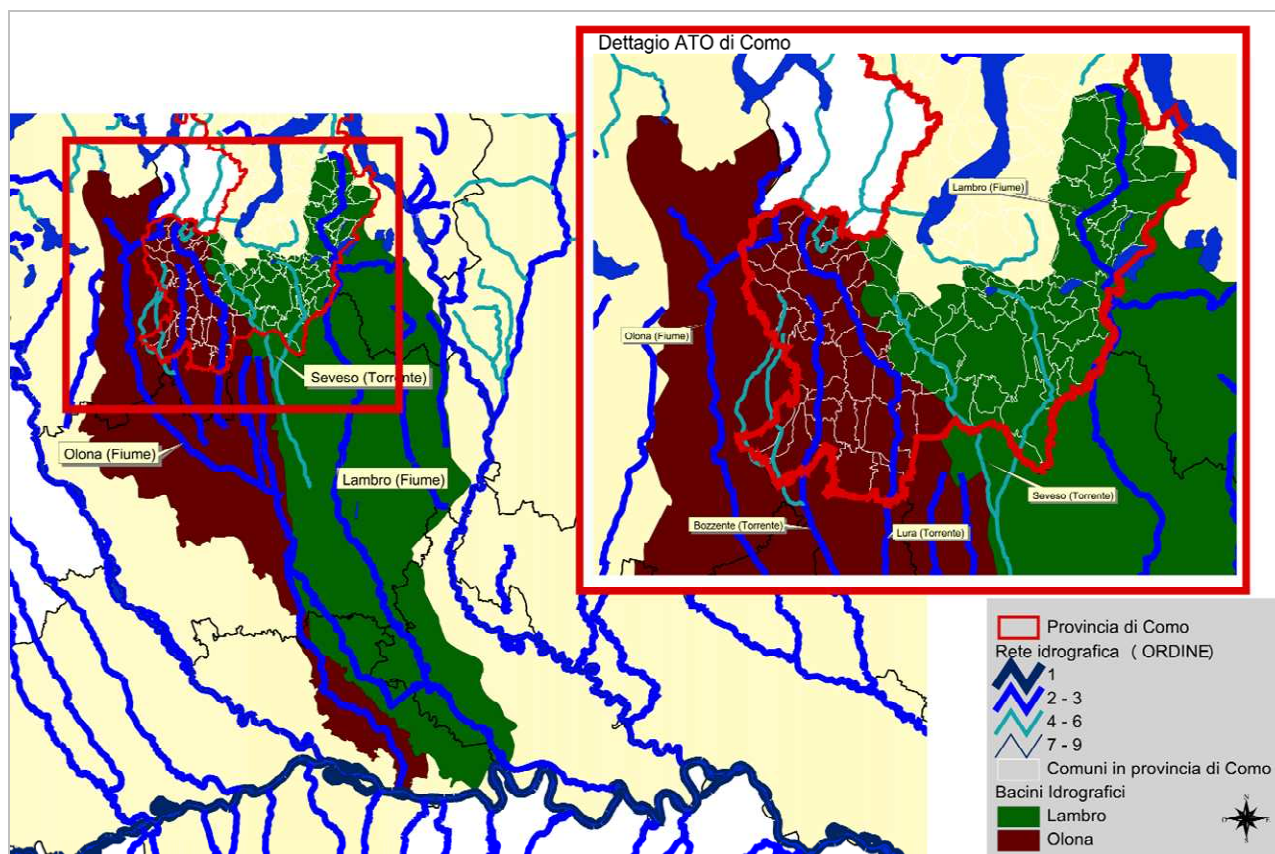 Dettagio ATO di Como
Lambro (Fiume)
Olona (Fiume)
Seveso (Torrente)
Bozzente (Torrente)
Lura (Torrente)
Seveso (Torrente)
Olona (Fiume)
Lambro (Fiume)
Provincia di Como
Rete idrografica ( ORDINE)
1
2 - 3
4 - 6
7 - 9
Comuni in provincia di Como
Bacini Idrografici
Lambro
Olona
N
S